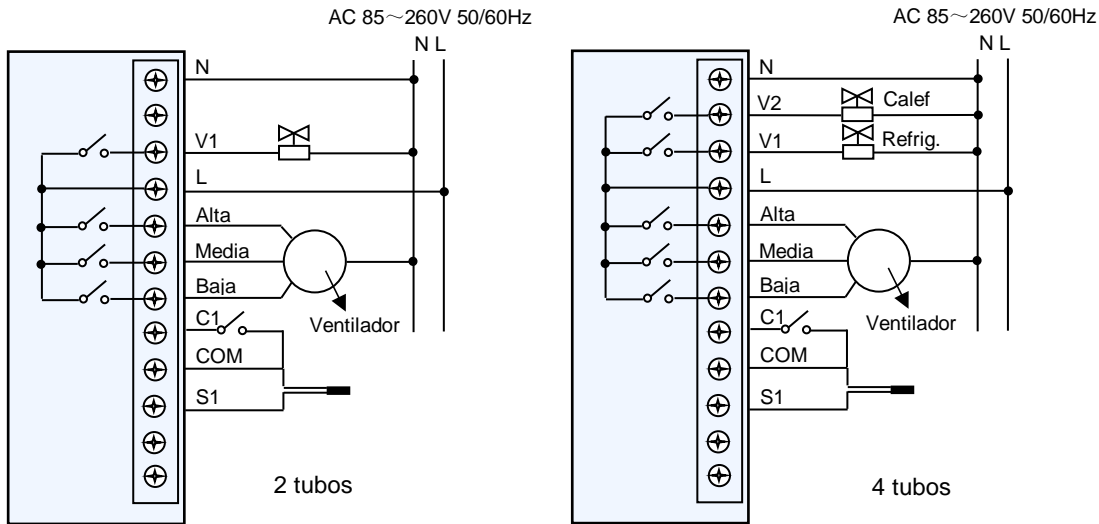 AC 85～260V 50/60Hz
N L
N
V1
L
Alta
Media
Baja
Ventilador
C1
COM
S1
2 tubos
AC 85～260V 50/60Hz
N L
N
V2
Calef
V1
Refrig.
L
Alta
Media
Baja
Ventilador
C1
COM
S1
4 tubos